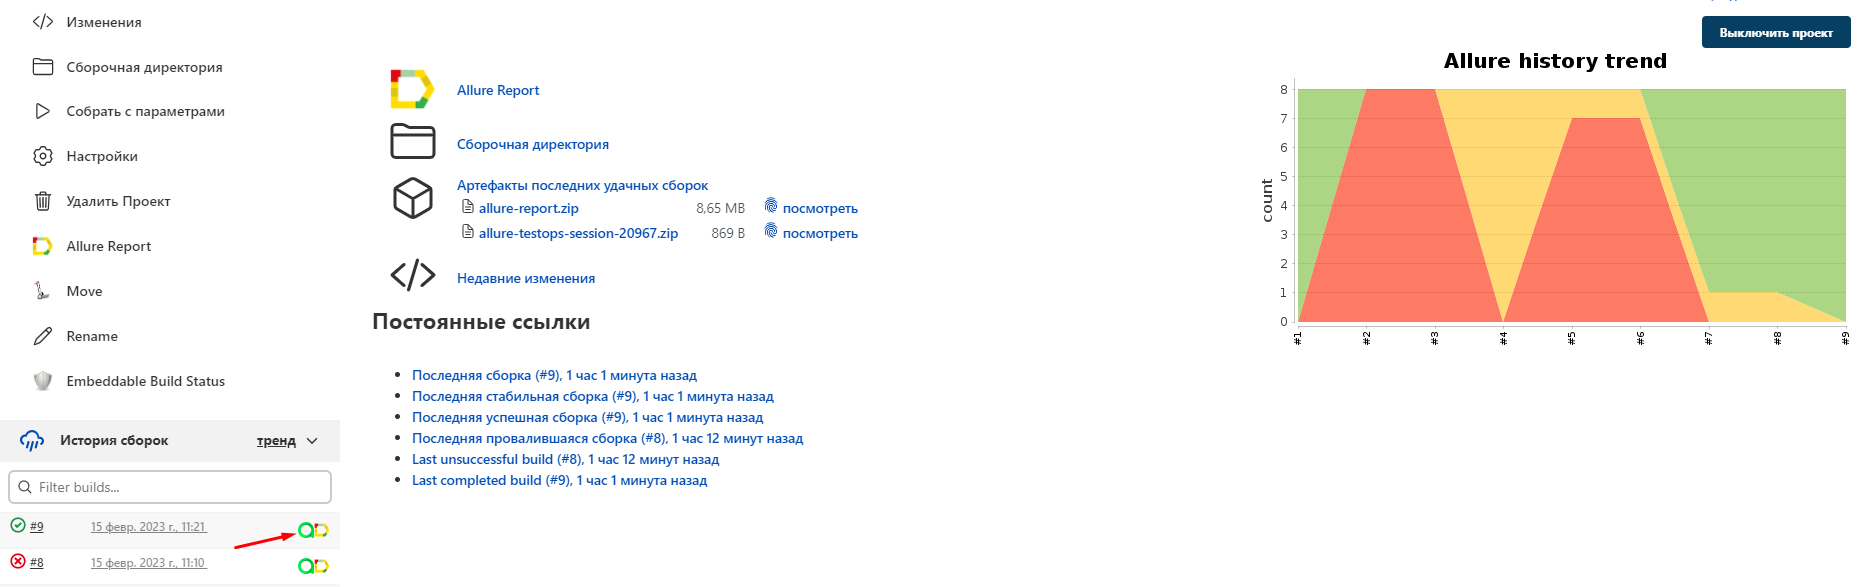 Изменения
Сборочная директория
Собрать с параметрами
Настройки
Удалить Проект
Allure Report
Move
Rename
Embeddable Build Status
История сборок
тренд
Filter builds...
#9
15 февр. 2023 г., 11:21
#8
15 февр. 2023 г., 11:10
Allure Report
Сборочная директория
Артефакты последних удачных сборок
allure-report.zip 8,65 MB посмотреть
allure-testops-session-20967.zip 869 B посмотреть
Недавние изменения
Постоянные ссылки
Последняя сборка (#9), 1 час 1 минута назад
Последняя стабильная сборка (#9), 1 час 1 минута назад
Последняя успешная сборка (#9), 1 час 1 минута назад
Последняя провалившаяся сборка (#8), 1 час 12 минут назад
Last unsuccessful build (#8), 1 час 12 минут назад
Last completed build (#9), 1 час 1 минута назад
Выключить проект
Allure history trend
count
8
7
6
5
4
3
2
1
0
#1
#2
#3
#4
#5
#6
#7
#8
#9